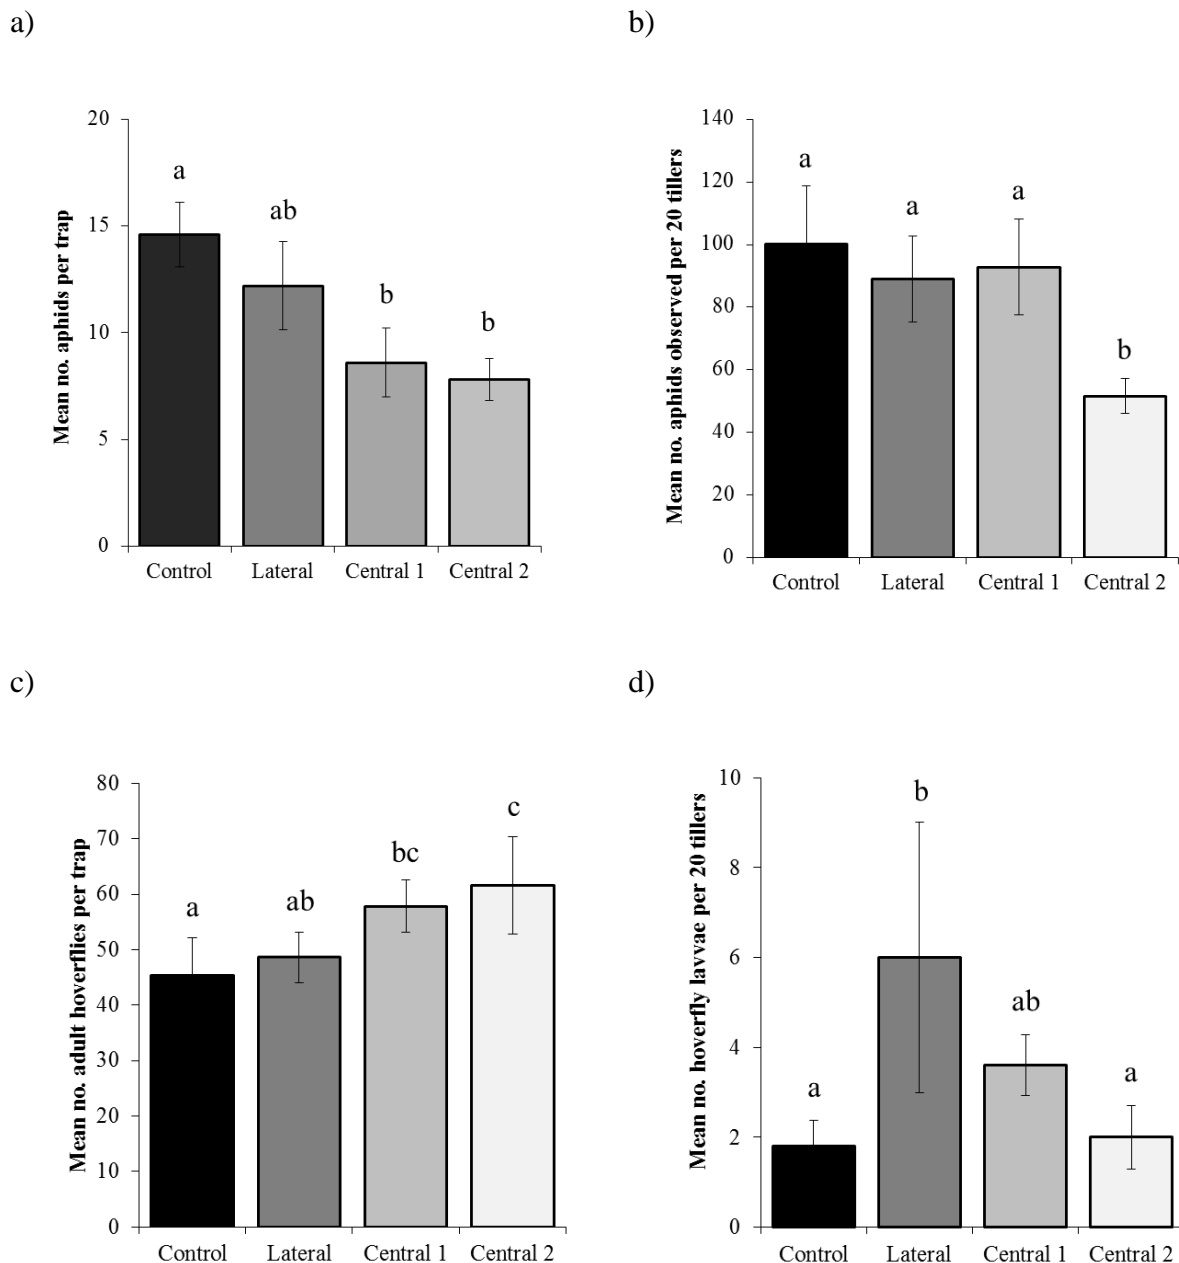 a)
Mean no. aphids per trap
20
15
10
5
0
a
ab
b
b
Control Lateral Central 1 Central 2
b)
Mean no. aphids observed per 20 tillers
140
120
100
80
60
40
20
0
a
a
a
b
Control Lateral Central 1 Central 2
c)
Mean no. adult hoverflies per trap
80
70
60
50
40
30
20
10
0
a
ab
bc
c
Control Lateral Central 1 Central 2
d)
Mean no. hoverfly lavvae per 20 tillers
10
8
6
4
2
0
a
b
ab
a
Control Lateral Central 1 Central 2